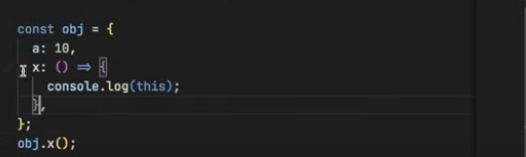 const obj = {
a: 10,
x: () => {
console.log(this);
},
};
obj.x();